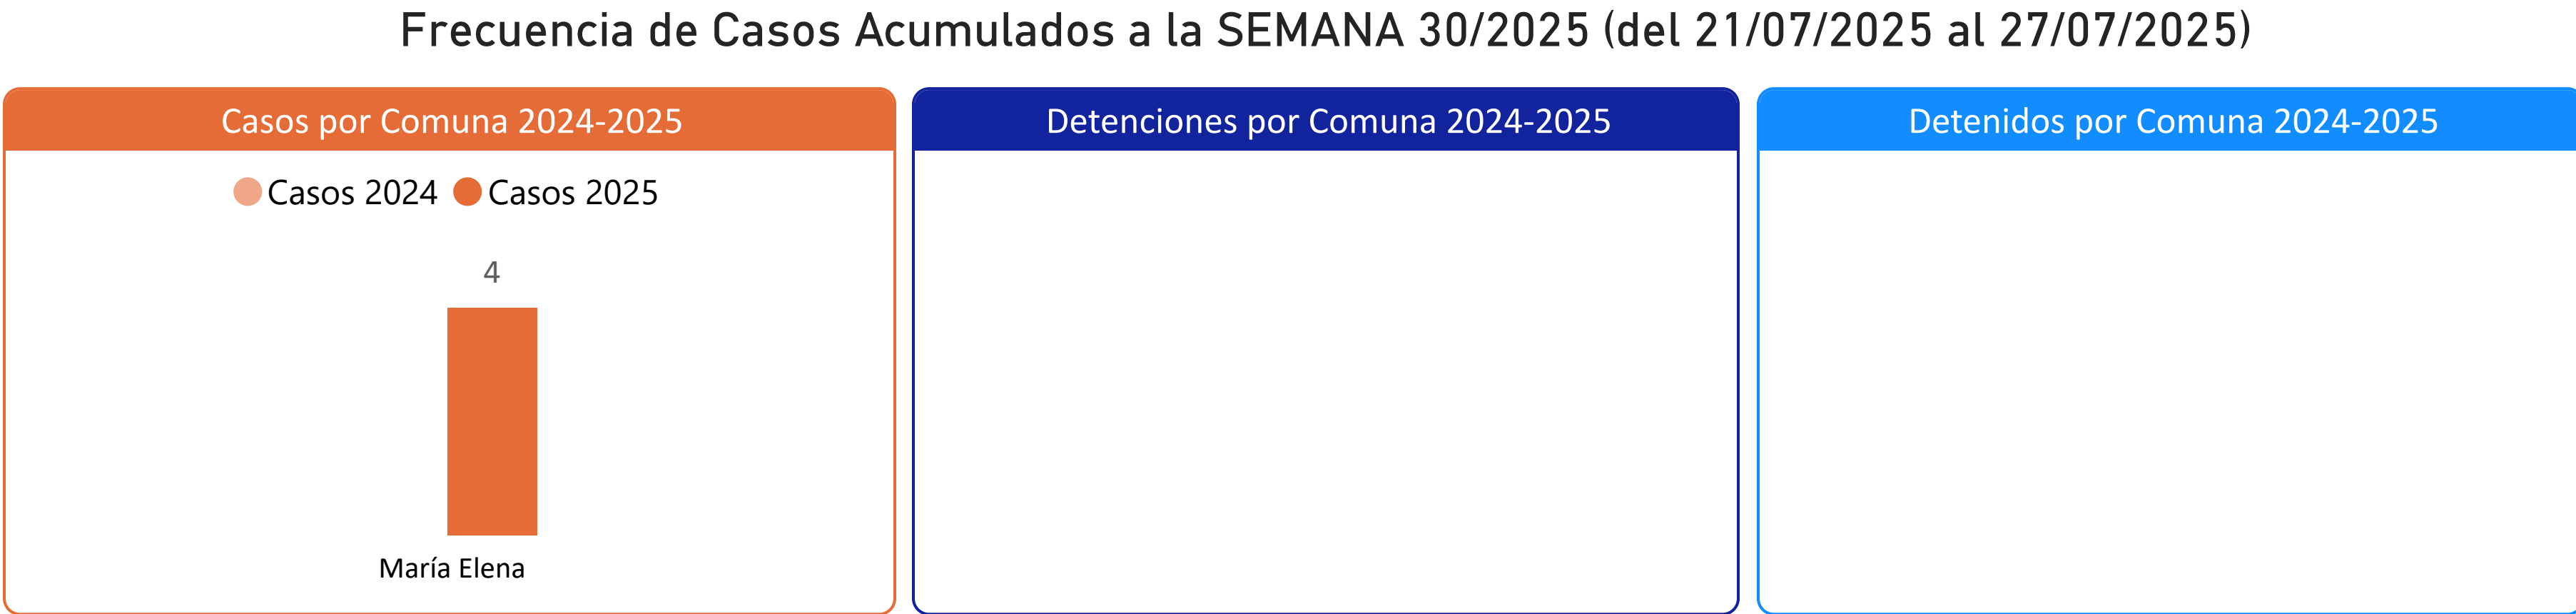 Frecuencia de Casos Acumulados a la SEMANA 30/2025 (del 21/07/2025 al 27/07/2025)
Casos por Comuna 2024-2025
Casos 2024 Casos 2025
4
María Elena
Detenciones por Comuna 2024-2025
Detenidos por Comuna 2024-2025